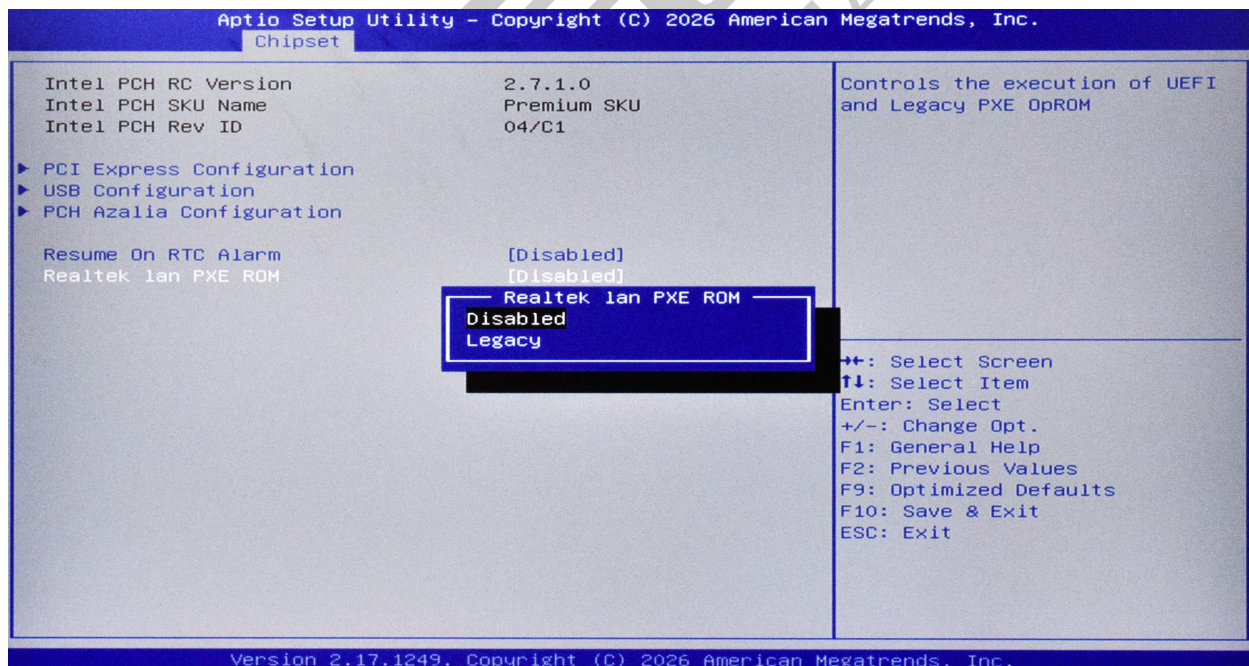 Aptio Setup Utility – Copyright (C) 2026 American Megatrends, Inc.
Chipset
Intel PCH RC Version 2.7.1.0
Intel PCH SKU Name Premium SKU
Intel PCH Rev ID 04/C1
PCI Express Configuration
USB Configuration
PCH Azalia Configuration
Resume On RTC Alarm [Disabled]
Realtek lan PXE ROM [Disabled]
Realtek lan PXE ROM
Disabled
Legacy
Controls the execution of UEFI
and Legacy PXE OpROM
→←: Select Screen
↑↓: Select Item
Enter: Select
+/-: Change Opt.
F1: General Help
F2: Previous Values
F9: Optimized Defaults
F10: Save & Exit
ESC: Exit
Version 2.17.1249. Copyright (C) 2026 American Megatrends, Inc.